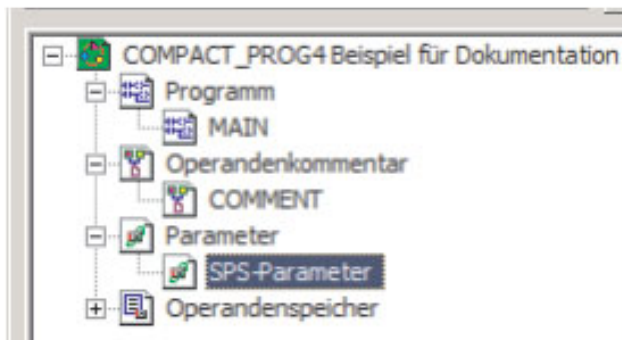 COMPACT_PROG4 Beispiel für Dokumentation
Programm
MAIN
Operandenkommentar
COMMENT
Parameter
SPS-Parameter
Operandenspeicher